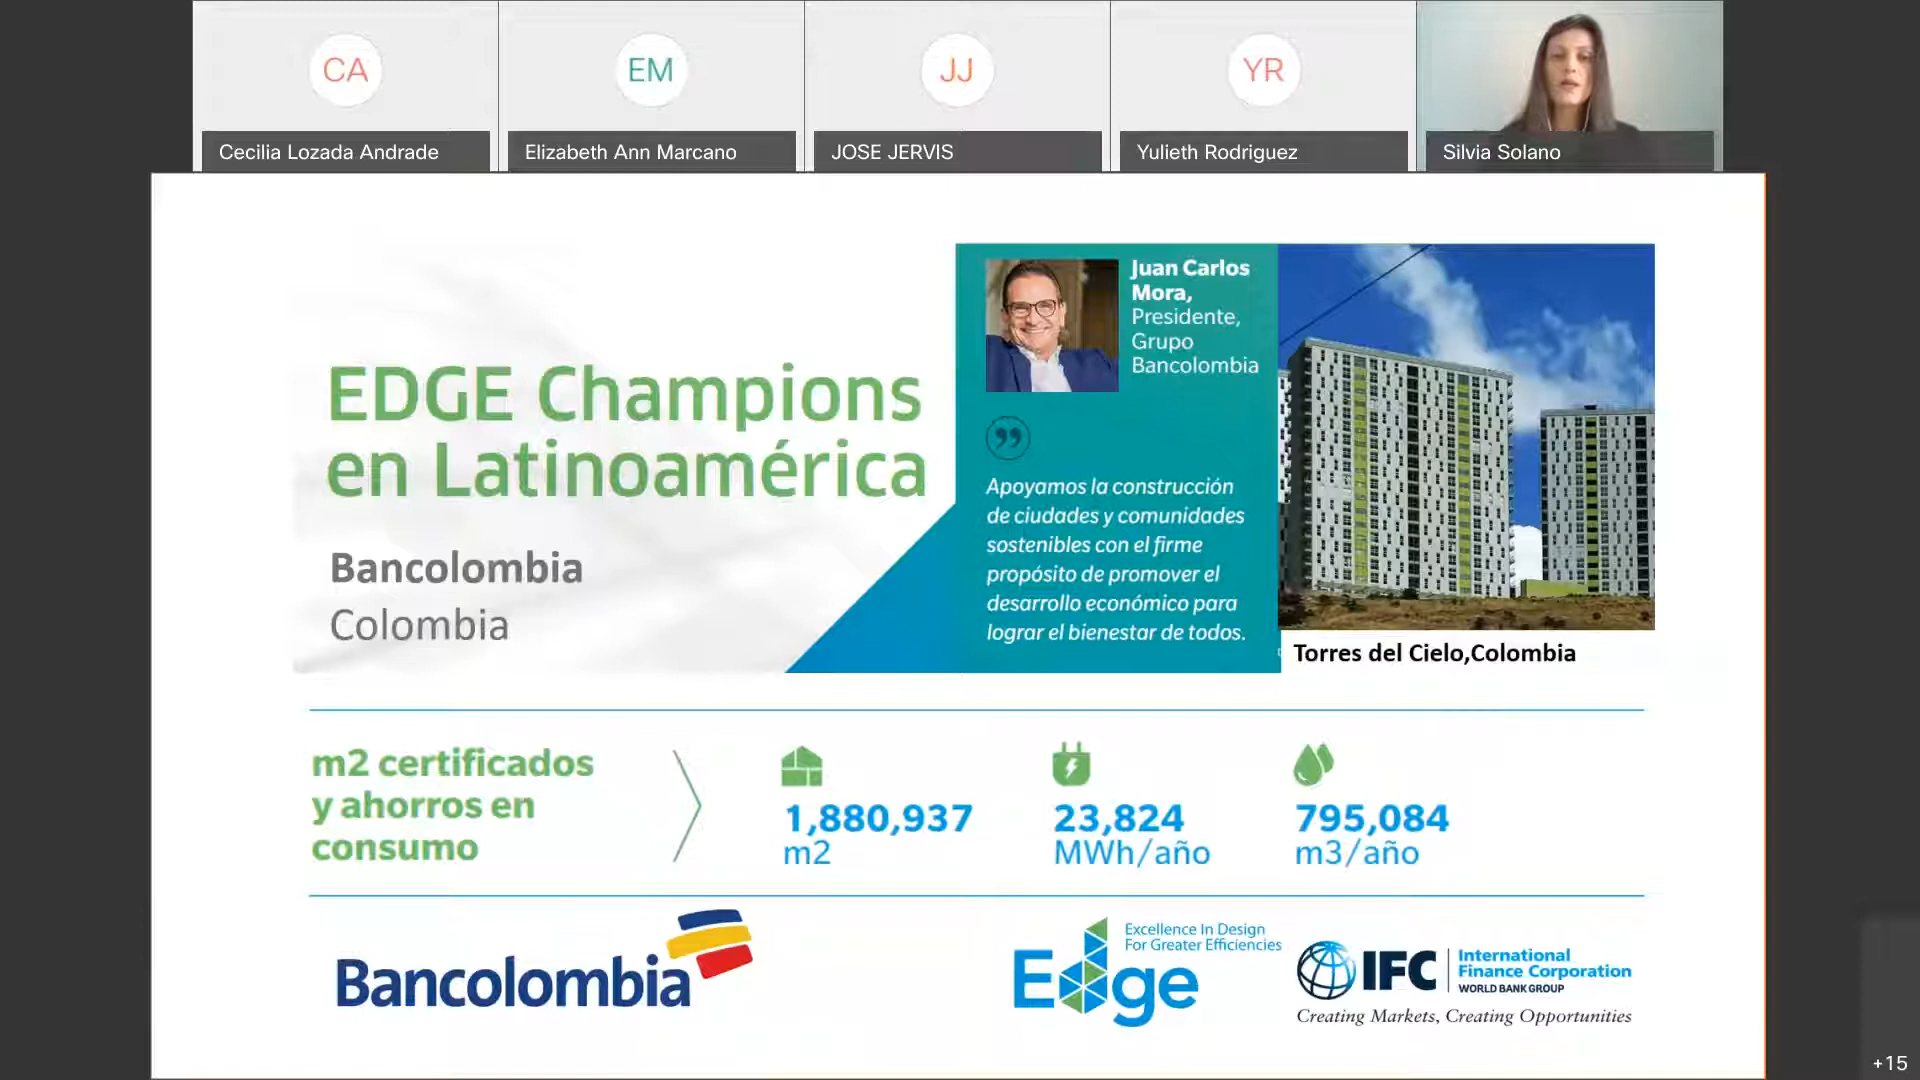 CA
EM
JJ
YR
Cecilia Lozada Andrade
Elizabeth Ann Marcano
JOSE JERVIS
Yulieth Rodriguez
Silvia Solano
EDGE Champions
en Latinoamérica
Bancolombia
Colombia
Juan Carlos
Mora,
Presidente,
Grupo
Bancolombia
Apoyamos la construcción
de ciudades y comunidades
sostenibles con el firme
propósito de promover el
desarrollo económico para
lograr el bienestar de todos.
Torres del Cielo,Colombia
m2 certificados
y ahorros en
consumo
1,880,937
m2
23,824
MWh/año
795,084
m3/año
Bancolombia
Edge
Excellence In Design
For Greater Efficiencies
IFC
International
Finance Corporation
WORLD BANK GROUP
Creating Markets, Creating Opportunities
+15